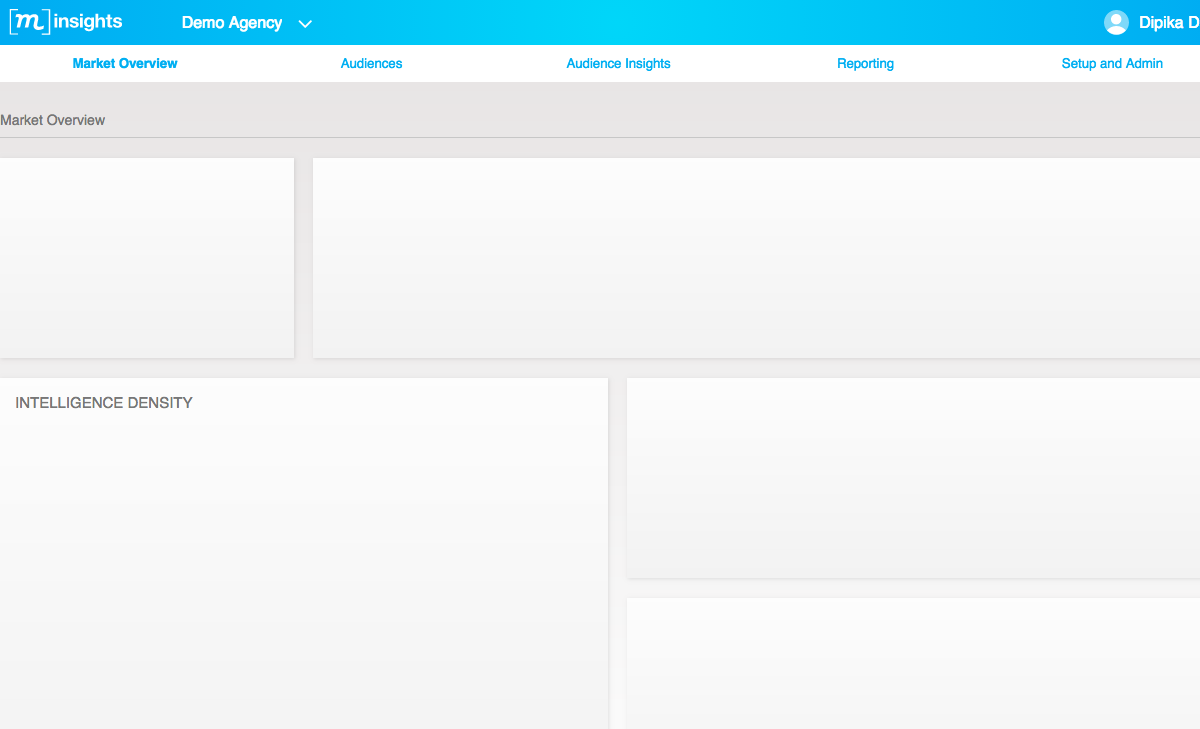 [m] insights
Demo Agency
Dipika D
Market Overview
Audiences
Audience Insights
Reporting
Setup and Admin
Market Overview
INTELLIGENCE DENSITY